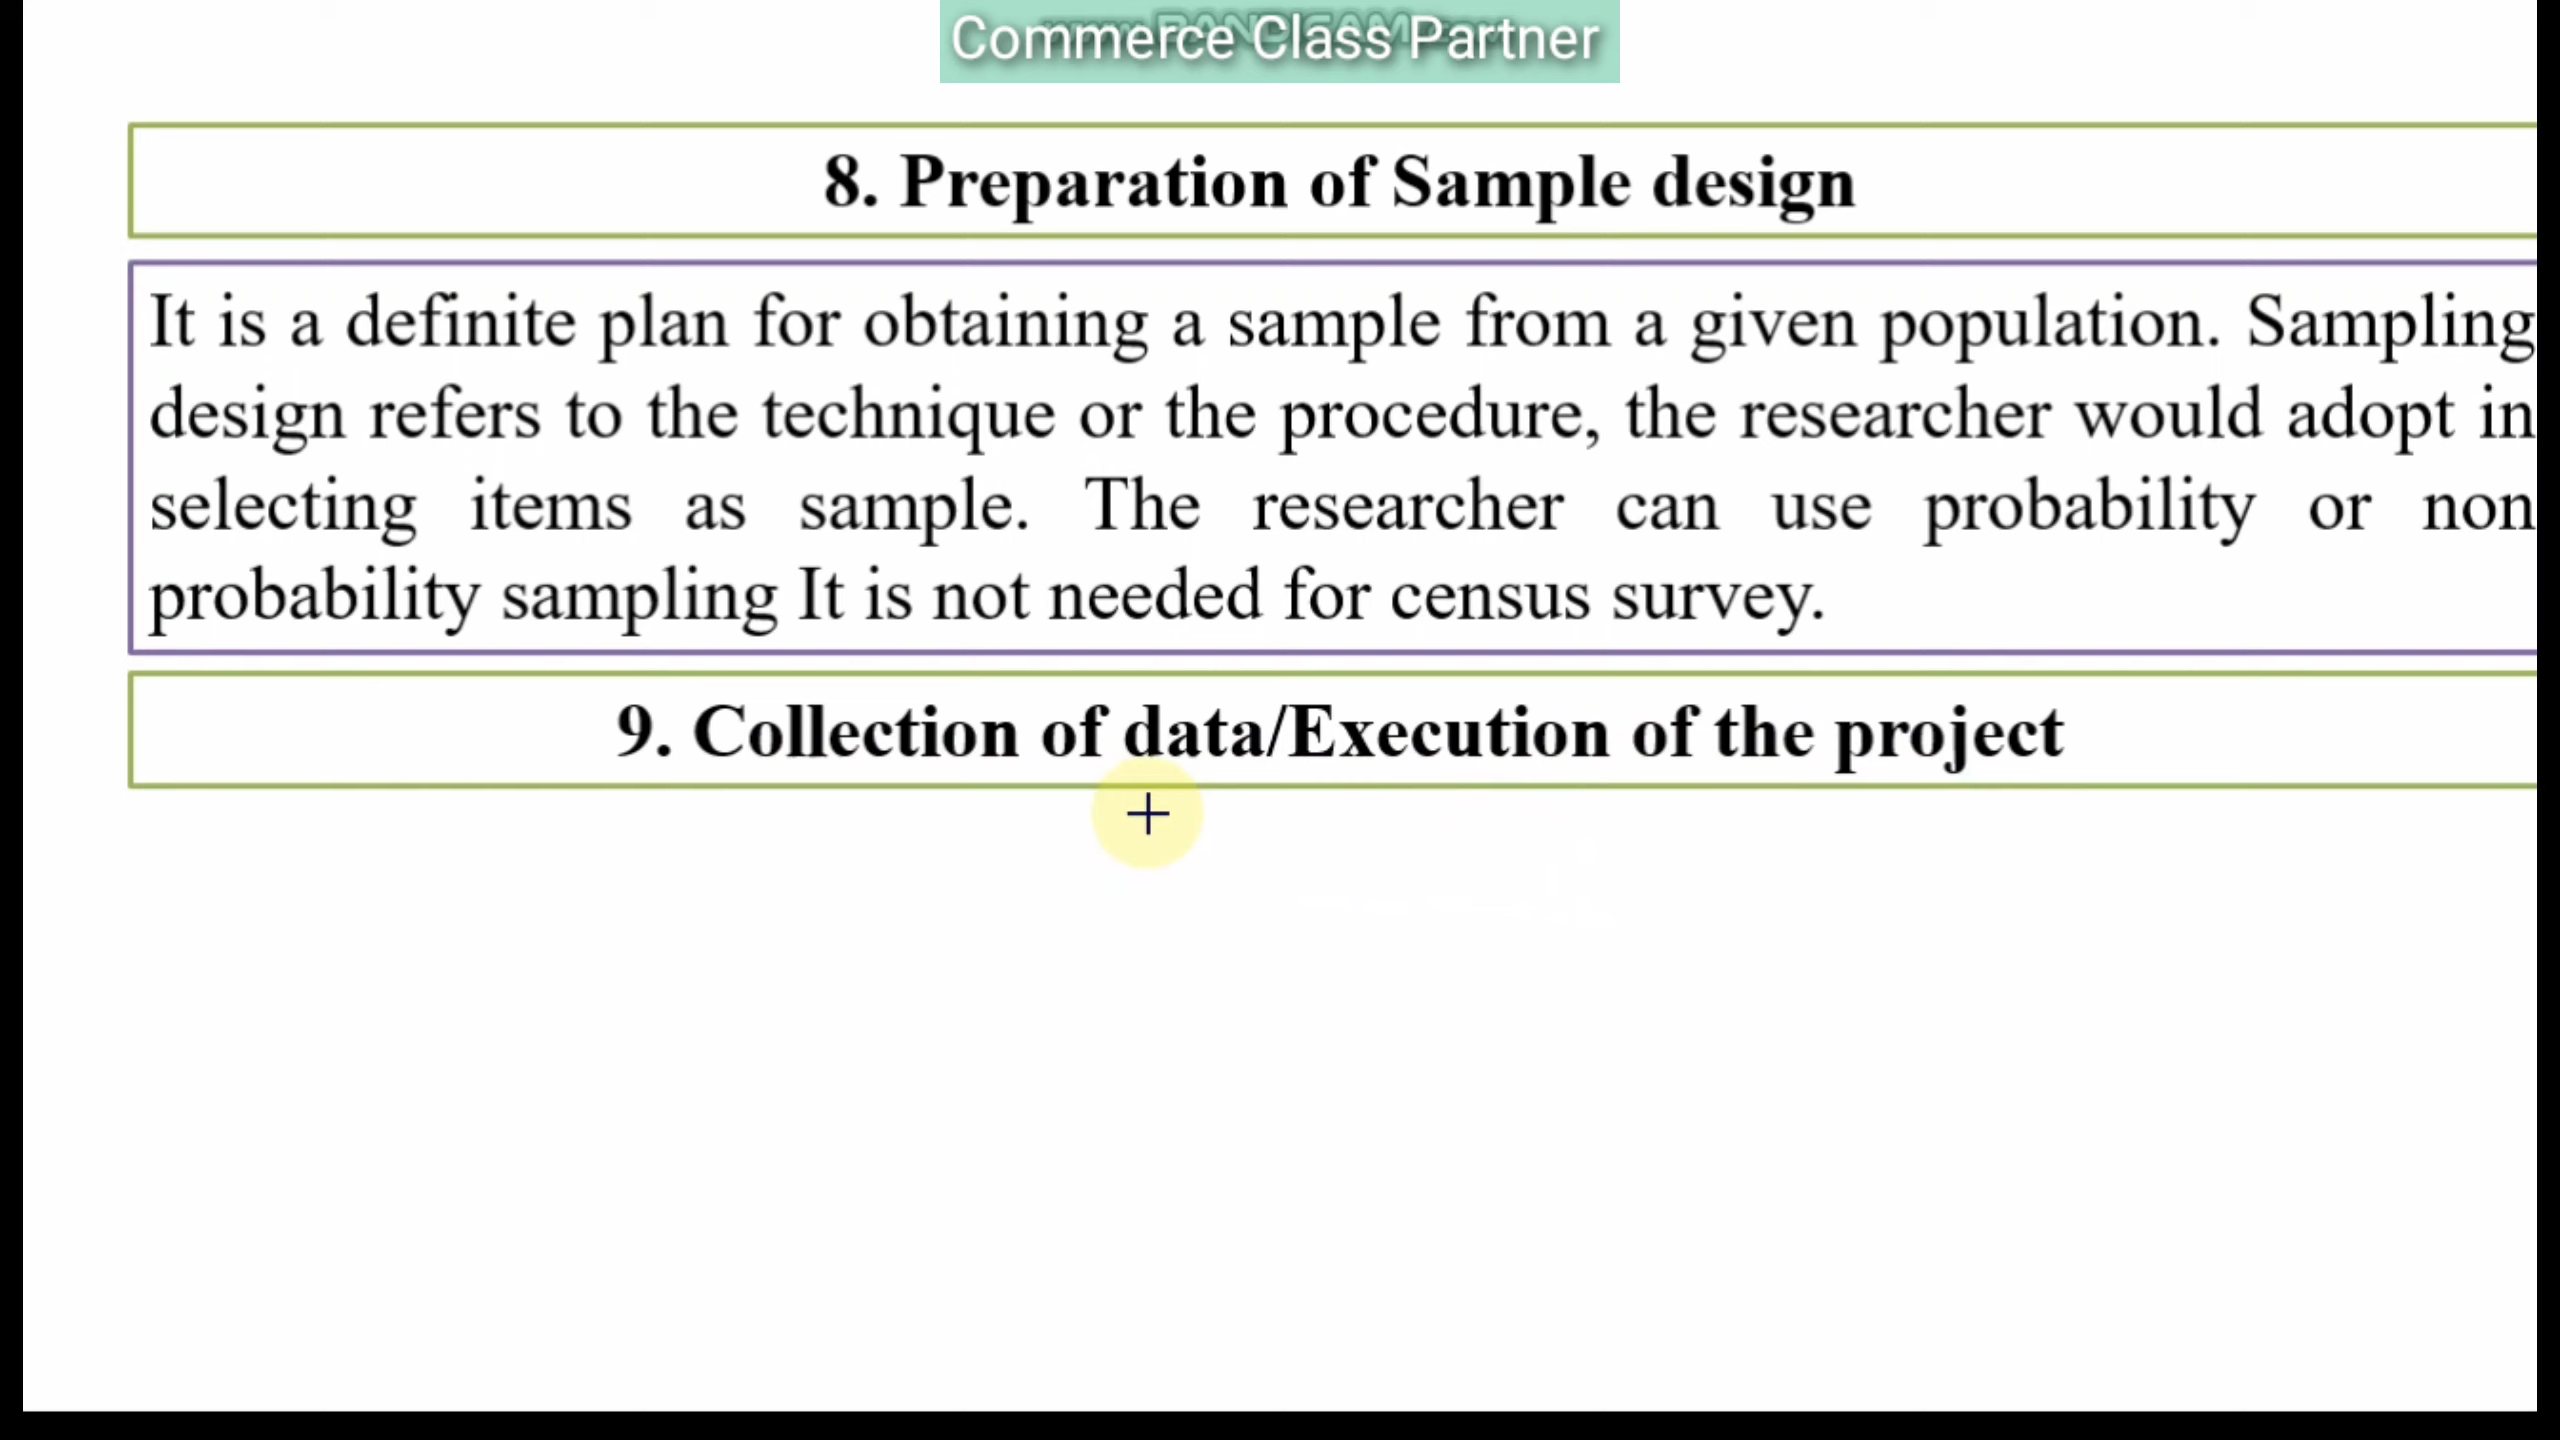 Commerce Class Partner
8. Preparation of Sample design
It is a definite plan for obtaining a sample from a given population. Sampling
design refers to the technique or the procedure, the researcher would adopt in
selecting items as sample. The researcher can use probability or non
probability sampling It is not needed for census survey.
9. Collection of data/Execution of the project